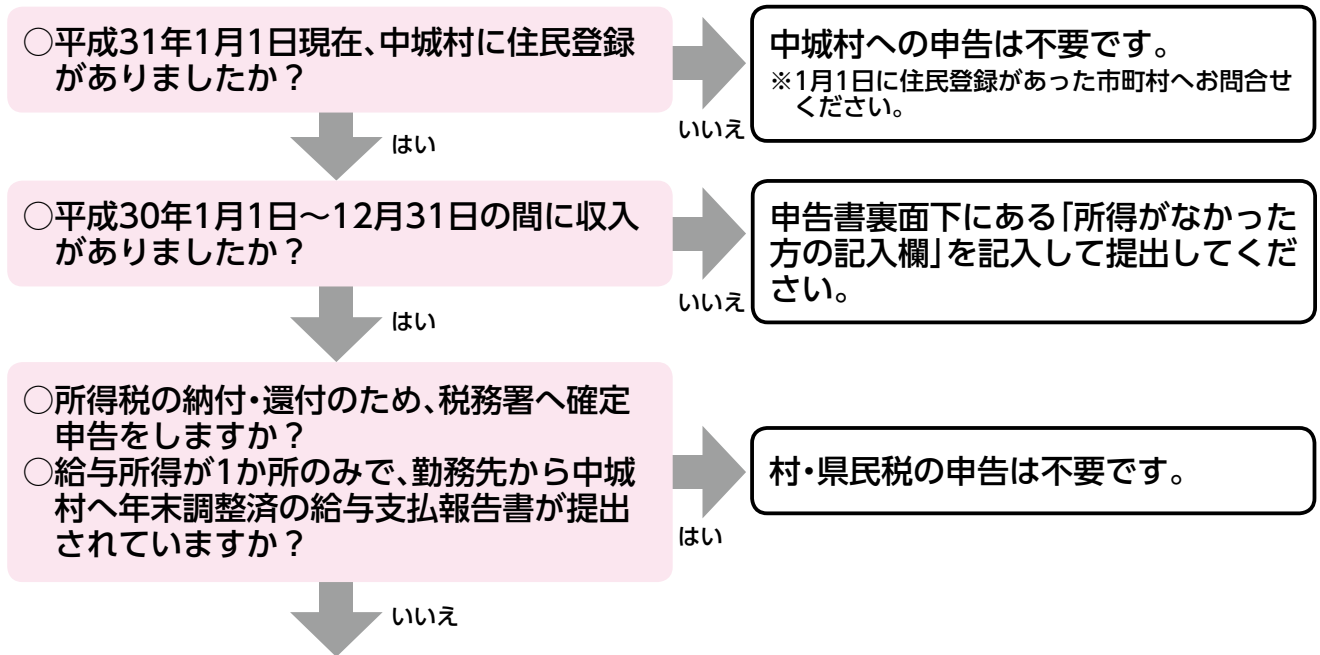 ○平成31年1月1日現在、中城村に住民登録
がありましたか？
中城村への申告は不要です。
※1月1日に住民登録があった市町村へお問合せ
ください。
いいえ
はい
○平成30年1月1日〜12月31日の間に収入
がありましたか？
申告書裏面下にある「所得がなかった
方の記入欄」を記入して提出してくだ
さい。
いいえ
はい
○所得税の納付・還付のため、税務署へ確定
申告をしますか？
○給与所得が1か所のみで、勤務先から中城
村へ年末調整済の給与支払報告書が提出
されていますか？
村・県民税の申告は不要です。
はい
いいえ